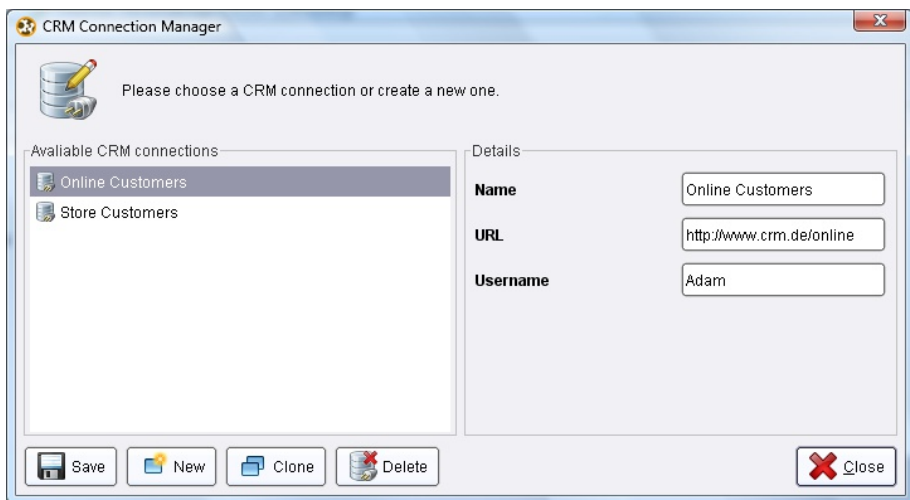 CRM Connection Manager
Please choose a CRM connection or create a new one.
Avaliable CRM connections
Online Customers
Store Customers
Details
Name Online Customers
URL http://www.crm.de/online
Username Adam
Save New Clone Delete Close